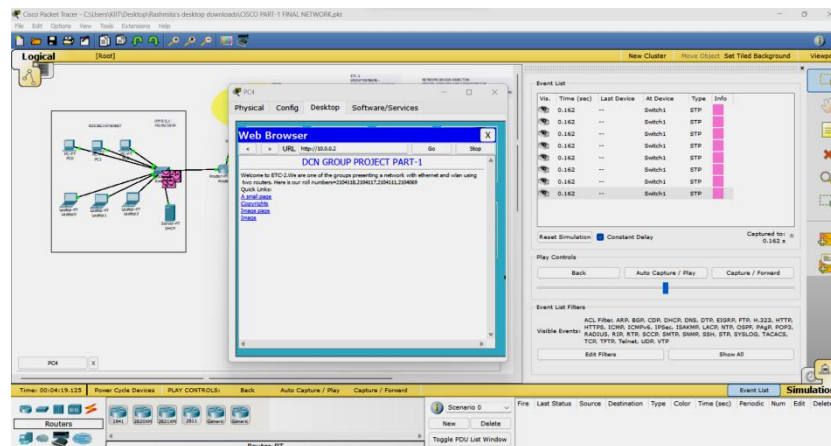 Cisco Packet Tracer - C:\Users\KIIT\Desktop\Rashmita's desktop downloads\CISCO PART-1 FINAL NETWORK.pkt
File Edit Options View Tools Extensions Help
Logical [Root] New Cluster Move Object Set Tiled Background Viewpo
PC4
Physical Config Desktop Software/Services
Web Browser X
< > URL http://10.0.0.2 Go Stop
DCN GROUP PROJECT PART-1
Welcome to ETC-2.We are one of the groups presenting a network with ethernet and wlan using
two routers. Here is our roll numbers=2104118,2104117,2104111,2154069
Quick Links:
A small page
Copyrights
Image page
Image
Event List
Vis. Time (sec) Last Device At Device Type Info
0.162 -- Switch1 STP
0.162 -- Switch1 STP
0.162 -- Switch1 STP
0.162 -- Switch1 STP
0.162 -- Switch1 STP
0.162 -- Switch1 STP
0.162 -- Switch1 STP
Reset Simulation Constant Delay Captured to:
0.162 s
Play Controls
Back Auto Capture / Play Capture / Forward
Event List Filters
Visible Events: ACL Filter, ARP, BGP, CDP, DHCP, DNS, DTP, EIGRP, FTP, H.323, HTTP,
HTTPS, ICMP, ICMPv6, IPSec, ISAKMP, LACP, NTP, OSPF, PAgP, POP3,
RADIUS, RIP, RTP, SCCP, SMTP, SNMP, SSH, STP, SYSLOG, TACACS,
TCP, TFTP, Telnet, UDP, VTP
Edit Filters Show All
PC4 X
Time: 00:04:19.125 Power Cycle Devices PLAY CONTROLS: Back Auto Capture / Play Capture / Forward Event List Simulation
Routers
1841 2620XM 2621XM 2811 Generic Generic
Router-PT
Scenario 0
New Delete
Toggle PDU List Window
Fire Last Status Source Destination Type Color Time (sec) Periodic Num Edit Delete